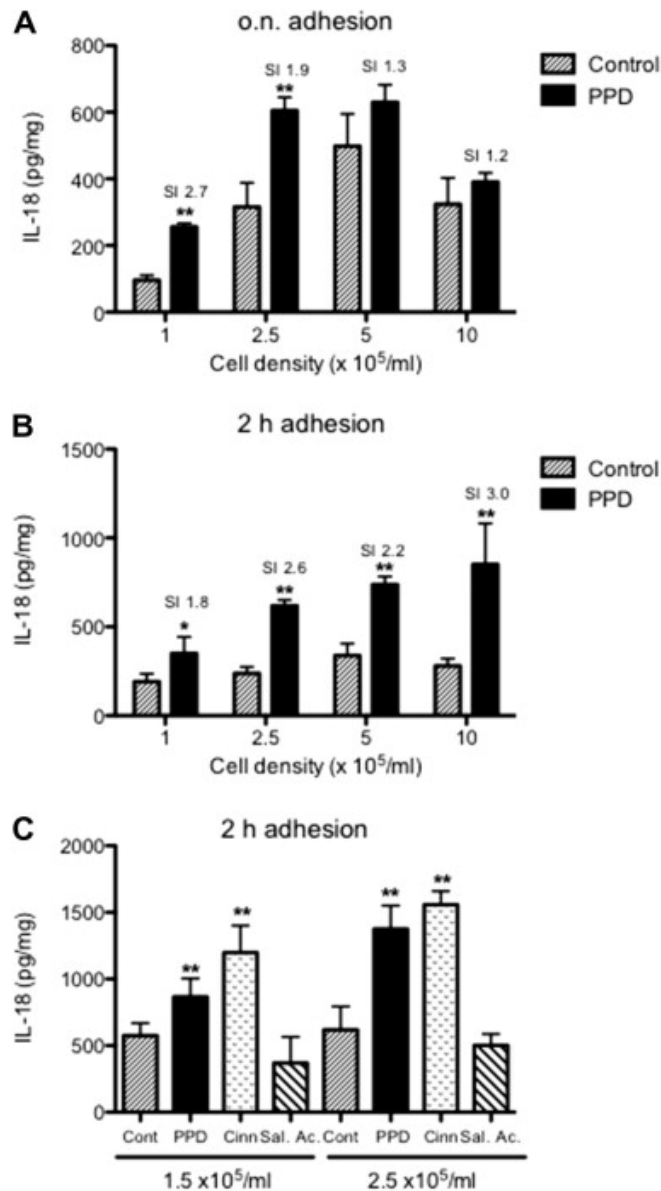 A
o.n. adhesion
800
600
400
200
0
IL-18 (pg/mg)
SI 2.7
**
SI 1.9
**
SI 1.3
SI 1.2
Control
PPD
1 2.5 5 10
Cell density (x 10⁵/ml)
B
2 h adhesion
1500
1000
500
0
IL-18 (pg/mg)
SI 1.8
*
SI 2.6
**
SI 2.2
**
SI 3.0
**
Control
PPD
1 2.5 5 10
Cell density (x 10⁵/ml)
C
2 h adhesion
2000
1500
1000
500
0
IL-18 (pg/mg)
**
**
**
**
Cont PPD Cinn Sal. Ac. Cont PPD Cinn Sal. Ac.
1.5 x10⁵/ml 2.5 x10⁵/ml